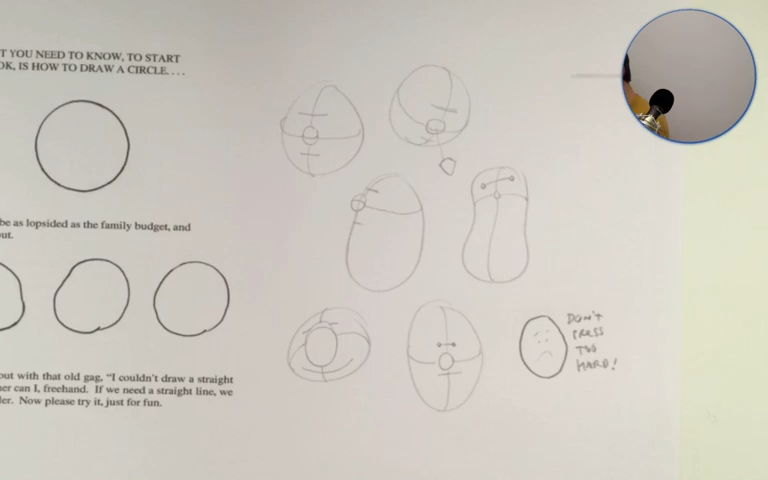 T YOU NEED TO KNOW, TO START
OK, IS HOW TO DRAW A CIRCLE....
be as lopsided as the family budget, and
out.
DON'T
PRESS
TOO
HARD!
out with that old gag, "I couldn't draw a straight
her can I, freehand. If we need a straight line, we
ler. Now please try it, just for fun.